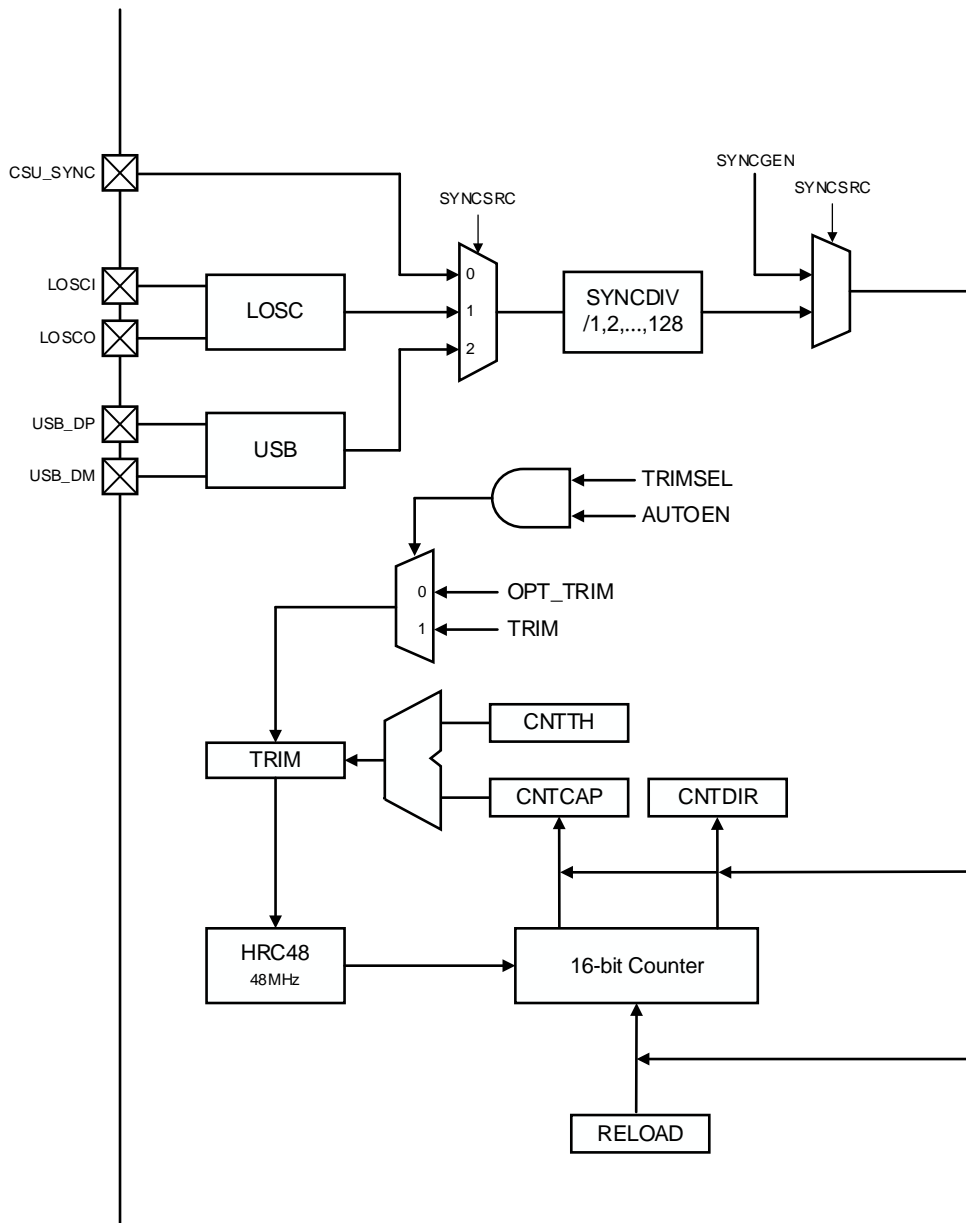 CSU_SYNC
SYNCSRC
SYNCGEN
SYNCSRC
LOSCI
LOSCO
LOSC
0
1
2
SYNCDIV
/1,2,...,128
USB_DP
USB_DM
USB
TRIMSEL
AUTOEN
0
OPT_TRIM
1
TRIM
CNTTH
TRIM
CNTCAP
CNTDIR
HRC48
48MHz
16-bit Counter
RELOAD